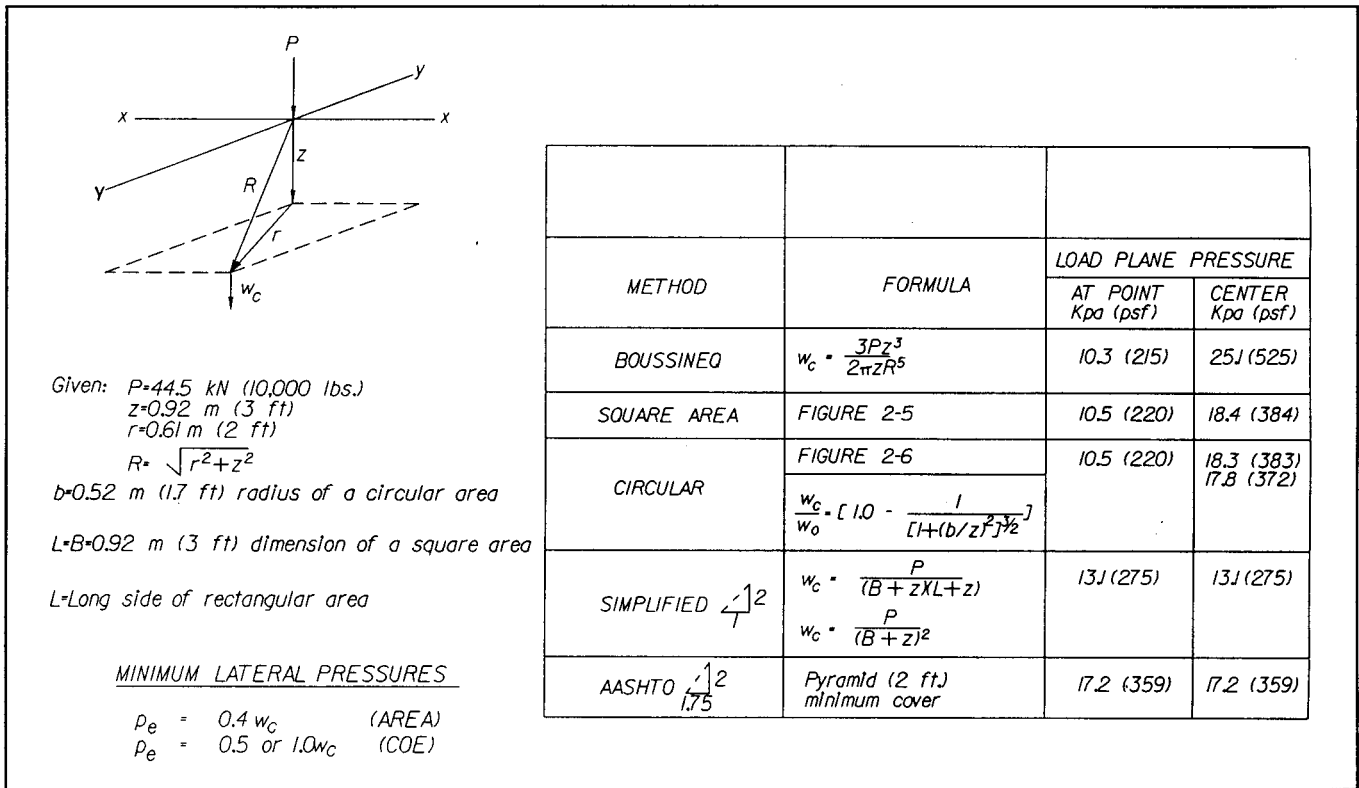 P
y
x
x
z
R
y
r
w_c
Given: P=44.5 kN (10,000 lbs.)
z=0.92 m (3 ft)
r=0.61 m (2 ft)
R= √r²+z²
b=0.52 m (1.7 ft) radius of a circular area
L=B=0.92 m (3 ft) dimension of a square area
L=Long side of rectangular area
MINIMUM LATERAL PRESSURES
p_e = 0.4 w_c (AREA)
p_e = 0.5 or 1.0w_c (COE)
METHOD
FORMULA
LOAD PLANE PRESSURE
AT POINT
Kpa (psf)
CENTER
Kpa (psf)
BOUSSINEQ
w_c = 3Pz³ / 2πzR⁵
10.3 (215)
25.1 (525)
SQUARE AREA
FIGURE 2-5
10.5 (220)
18.4 (384)
CIRCULAR
FIGURE 2-6
10.5 (220)
18.3 (383)
17.8 (372)
w_c / w_o = [ 1.0 - 1 / [1+(b/z)²]^3/2 ]
SIMPLIFIED 2
1
w_c = P / (B + z)(L + z)
w_c = P / (B + z)²
13.1 (275)
13.1 (275)
AASHTO 2
1.75
Pyramid (2 ft.)
minimum cover
17.2 (359)
17.2 (359)